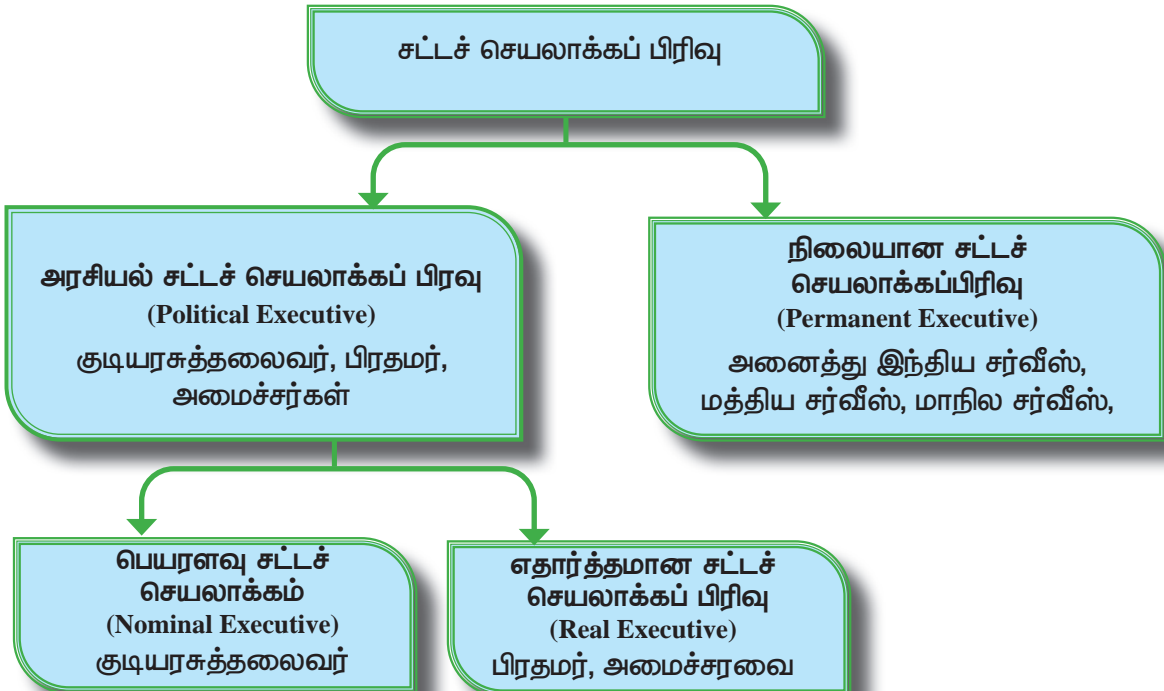 சட்டச் செயலாக்கப் பிரிவு
அரசியல் சட்டச் செயலாக்கப் பிரவு
(Political Executive)
குடியரசுத்தலைவர், பிரதமர்,
அமைச்சர்கள்
நிலையான சட்டச்
செயலாக்கப்பிரிவு
(Permanent Executive)
அனைத்து இந்திய சர்வீஸ்,
மத்திய சர்வீஸ், மாநில சர்வீஸ்,
பெயரளவு சட்டச்
செயலாக்கம்
(Nominal Executive)
குடியரசுத்தலைவர்
எதார்த்தமான சட்டச்
செயலாக்கப் பிரிவு
(Real Executive)
பிரதமர், அமைச்சரவை